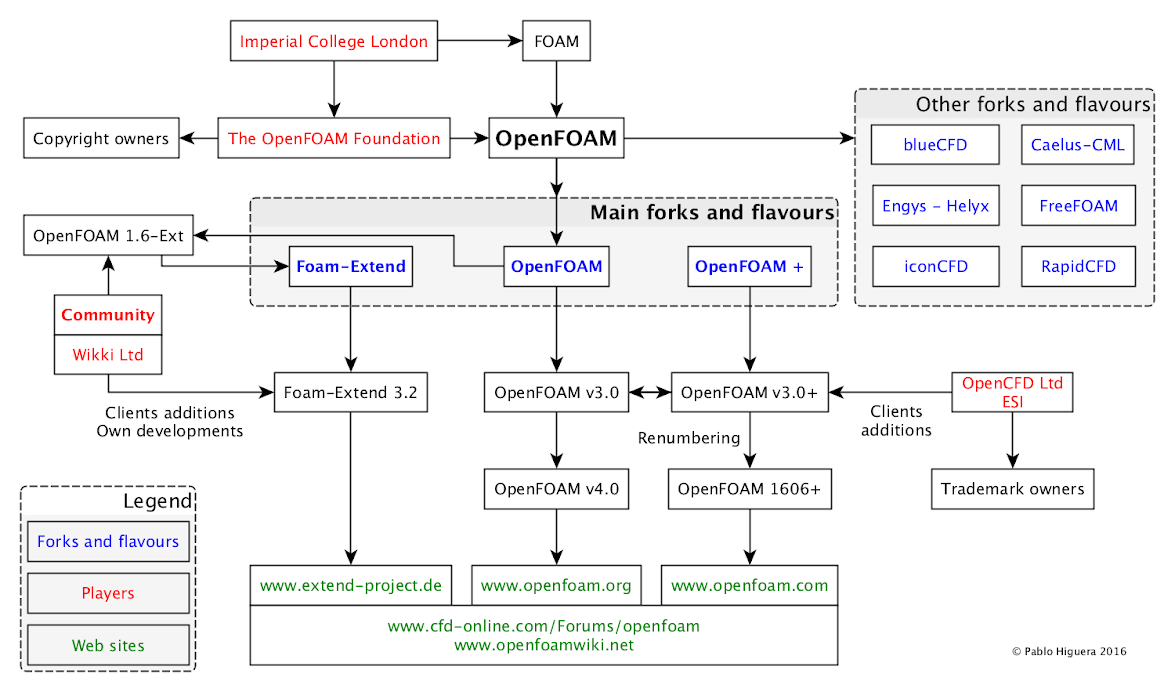 Imperial College London
FOAM
Copyright owners
The OpenFOAM Foundation
OpenFOAM
Other forks and flavours
blueCFD
Caelus-CML
Engys - Helyx
FreeFOAM
iconCFD
RapidCFD
Main forks and flavours
OpenFOAM 1.6-Ext
Foam-Extend
OpenFOAM
OpenFOAM +
Community
Wikki Ltd
Foam-Extend 3.2
OpenFOAM v3.0
OpenFOAM v3.0+
OpenCFD Ltd
ESI
Clients additions
Own developments
Renumbering
Clients
additions
OpenFOAM v4.0
OpenFOAM 1606+
Trademark owners
Legend
Forks and flavours
Players
Web sites
www.extend-project.de
www.openfoam.org
www.openfoam.com
www.cfd-online.com/Forums/openfoam
www.openfoamwiki.net
© Pablo Higuera 2016